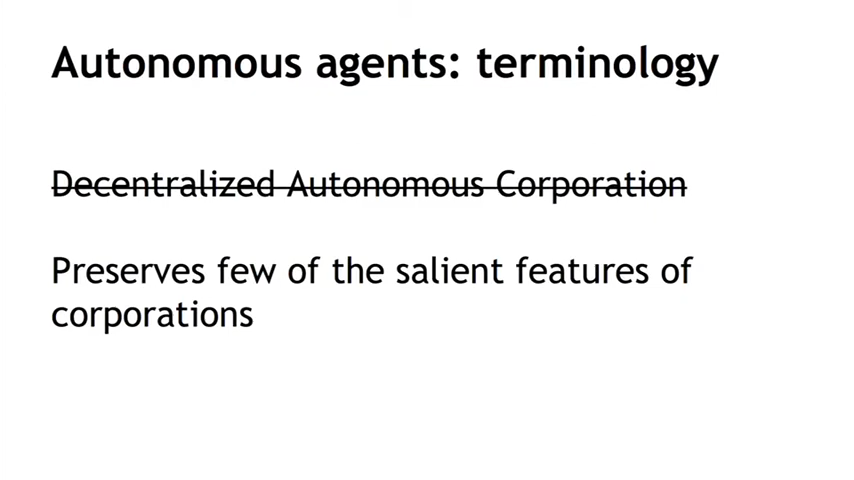 Autonomous agents: terminology
Decentralized Autonomous Corporation
Preserves few of the salient features of
corporations